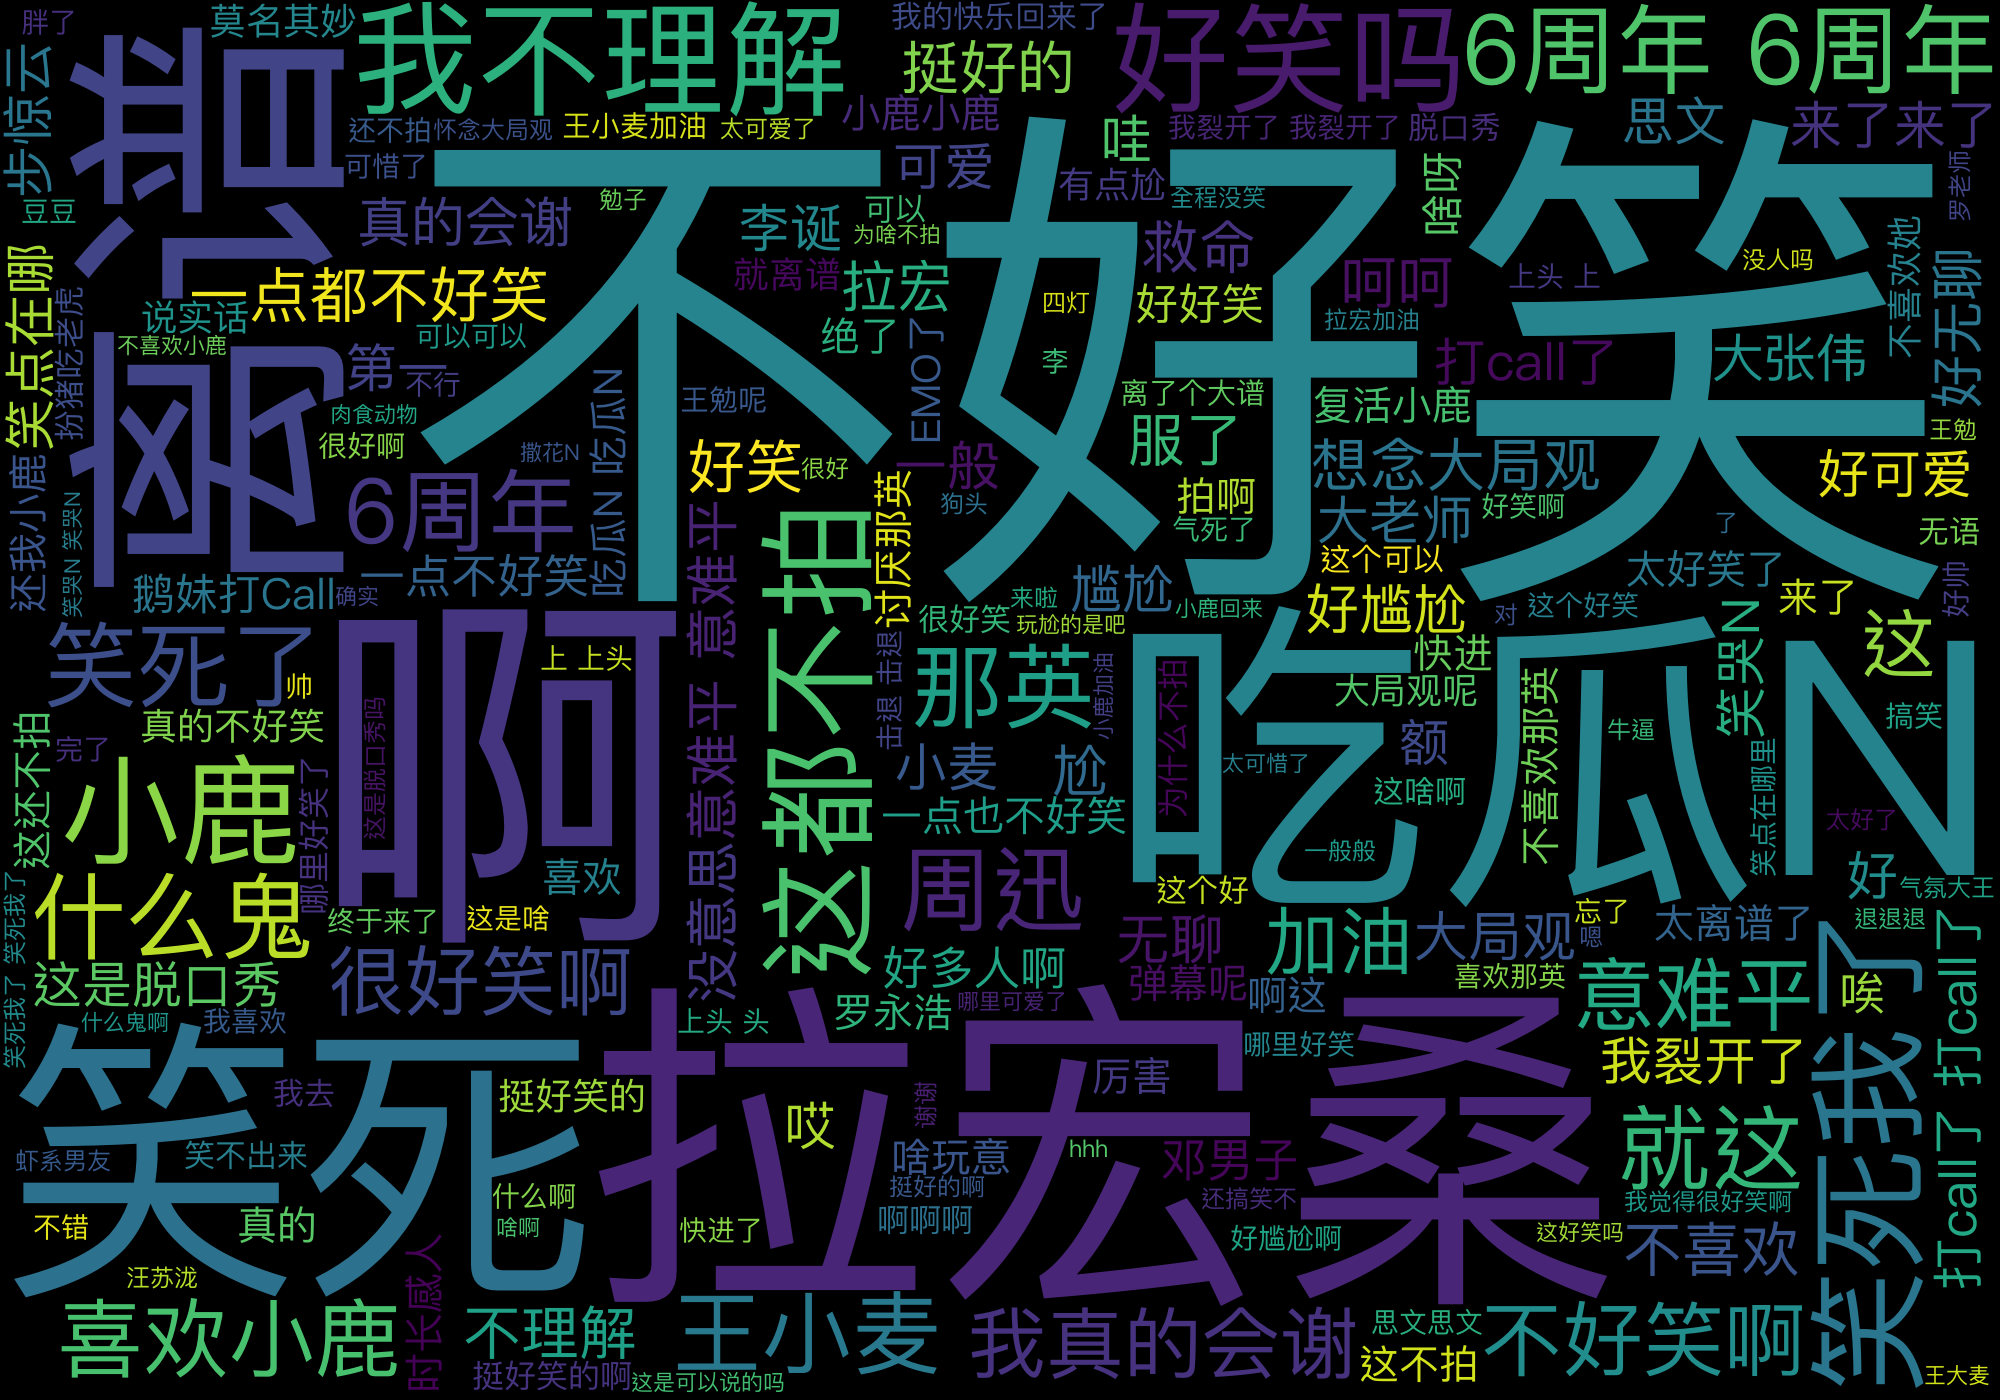 胖了
莫名其妙
我不理解
我的快乐回来了
挺好的
好笑吗
6周年
6周年
步惊云
离谱
还不拍
怀念大局观
王小麦加油
太可爱了
小鹿小鹿
哇
我裂开了 我裂开了
脱口秀
思文
来了来了
可惜了
可爱
有点尬
全程没笑
啥呀
罗老师
豆豆
真的会谢
勉子
不好笑
李诞
可以
为啥不拍
救命
没人吗
不喜欢她
好无聊
笑点在哪
扮猪吃老虎
一点都不好笑
就离谱
拉宏
四灯
好好笑
呵呵
上头 上
说实话
不喜欢小鹿
可以可以
绝了
EMO了
李
拉宏加油
打call了
大张伟
第一
不行
王勉呢
离了个大谱
复活小鹿
肉食动物
很好啊
撒花N
吃瓜N 吃瓜N
好笑
很好
一般
服了
想念大局观
王勉
好可爱
还我小鹿
笑哭N 笑哭N
6周年
狗头
讨厌那英
拍啊
气死了
大老师
好笑啊
了
无语
鹅妹打Call
确实
一点不好笑
意难平 意难平
这都不拍
尴尬
这个可以
好尴尬
太好笑了
好帅
来啦
小鹿回来
很好笑
玩尬的是吧
对
这个好笑
来了
笑死了
啊
上 上头
击退 击退
那英
小鹿加油
为什么不拍
吃瓜N
快进
大局观呢
不喜欢那英
笑哭N
这
帅
这还不拍
真的不好笑
完了
这是脱口秀吗
小麦
尬
额
牛逼
搞笑
太可惜了
这啥啊
笑点在哪里
小鹿
哪里好笑了
一点也不好笑
太好了
一般般
没意思
喜欢
周迅
这个好
好
气氛大王
什么鬼
终于来了
这是啥
无聊
加油
大局观
嗯
忘了
太离谱了
退退退
笑死我了 笑死我了
这是脱口秀
很好笑啊
好多人啊
弹幕呢
喜欢那英
意难平
唉
打call了 打call了
什么鬼啊
我喜欢
上头 头
罗永浩
哪里可爱了
啊这
哪里好笑
我裂开了
笑死我了
笑死
我去
挺好笑的
拉宏桑
哎
谢谢
厉害
hhh
就这
虾系男友
笑不出来
啥玩意
邓男子
不错
真的
什么啊
啥啊
快进了
挺好的啊
啊啊啊
还搞笑不
好尴尬啊
我觉得很好笑啊
这好笑吗
不喜欢
汪苏泷
时长感人
喜欢小鹿
不理解
王小麦
我真的会谢
思文思文
这不拍
不好笑啊
挺好笑的啊
这是可以说的吗
王大麦